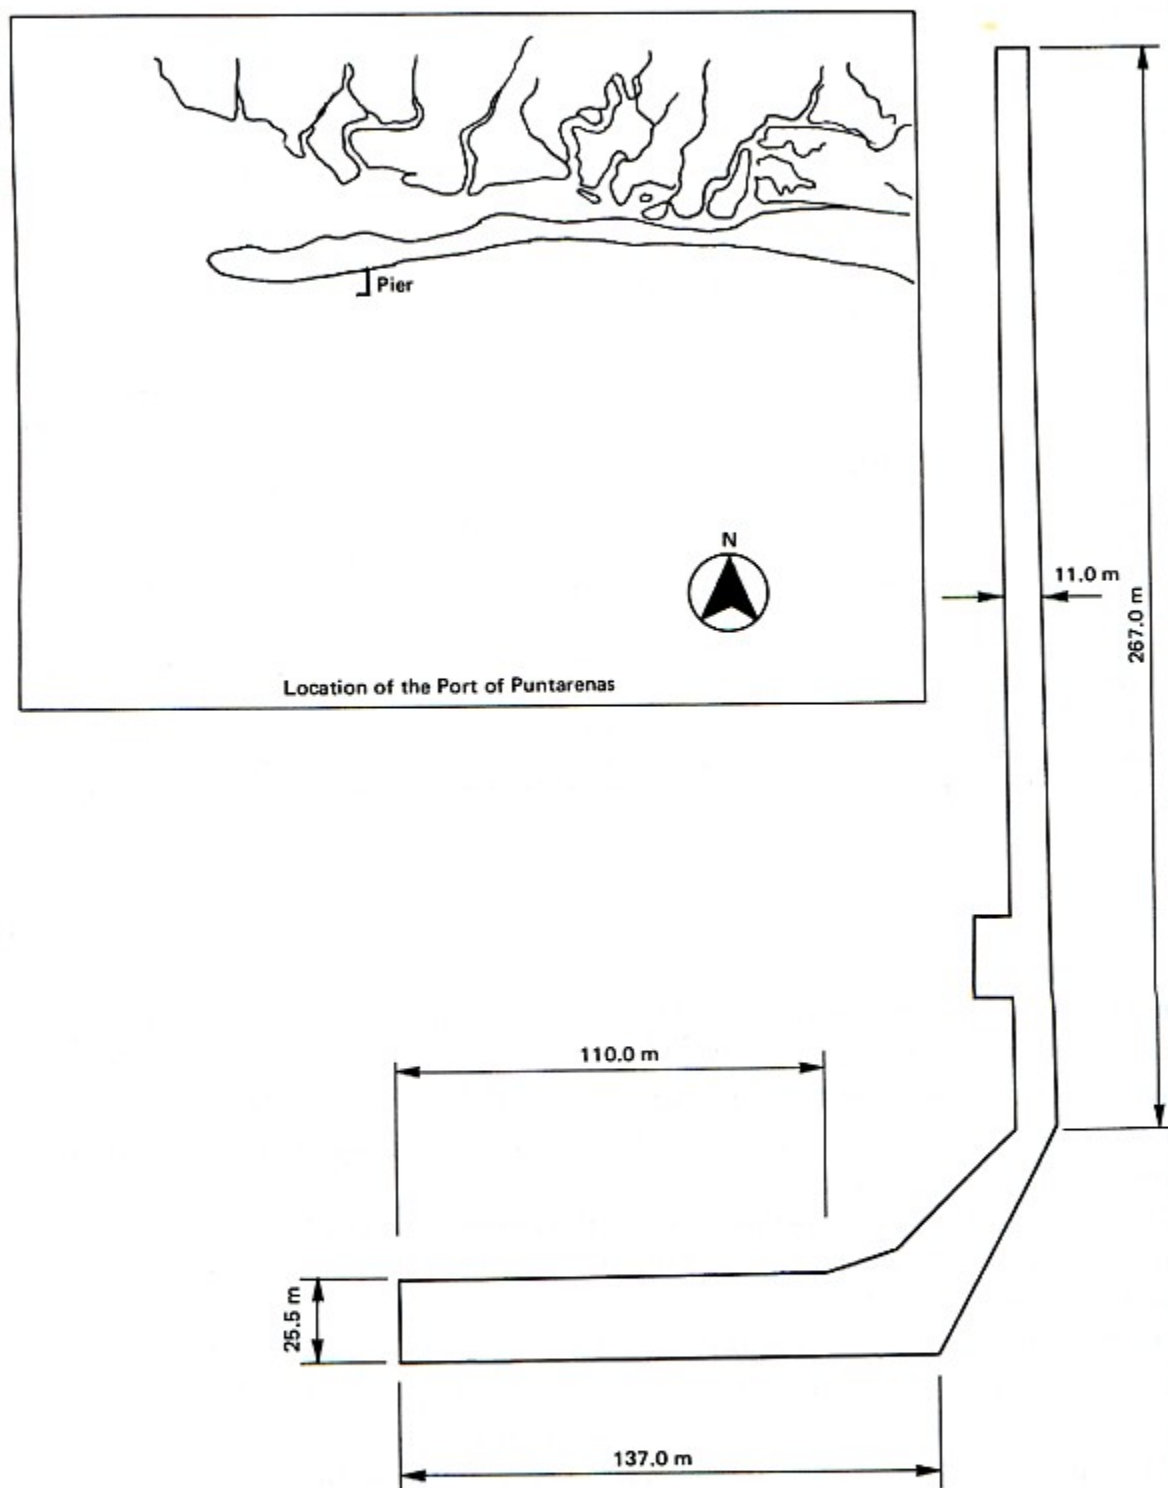 Pier
N
Location of the Port of Puntarenas
11.0 m
267.0 m
110.0 m
25.5 m
137.0 m